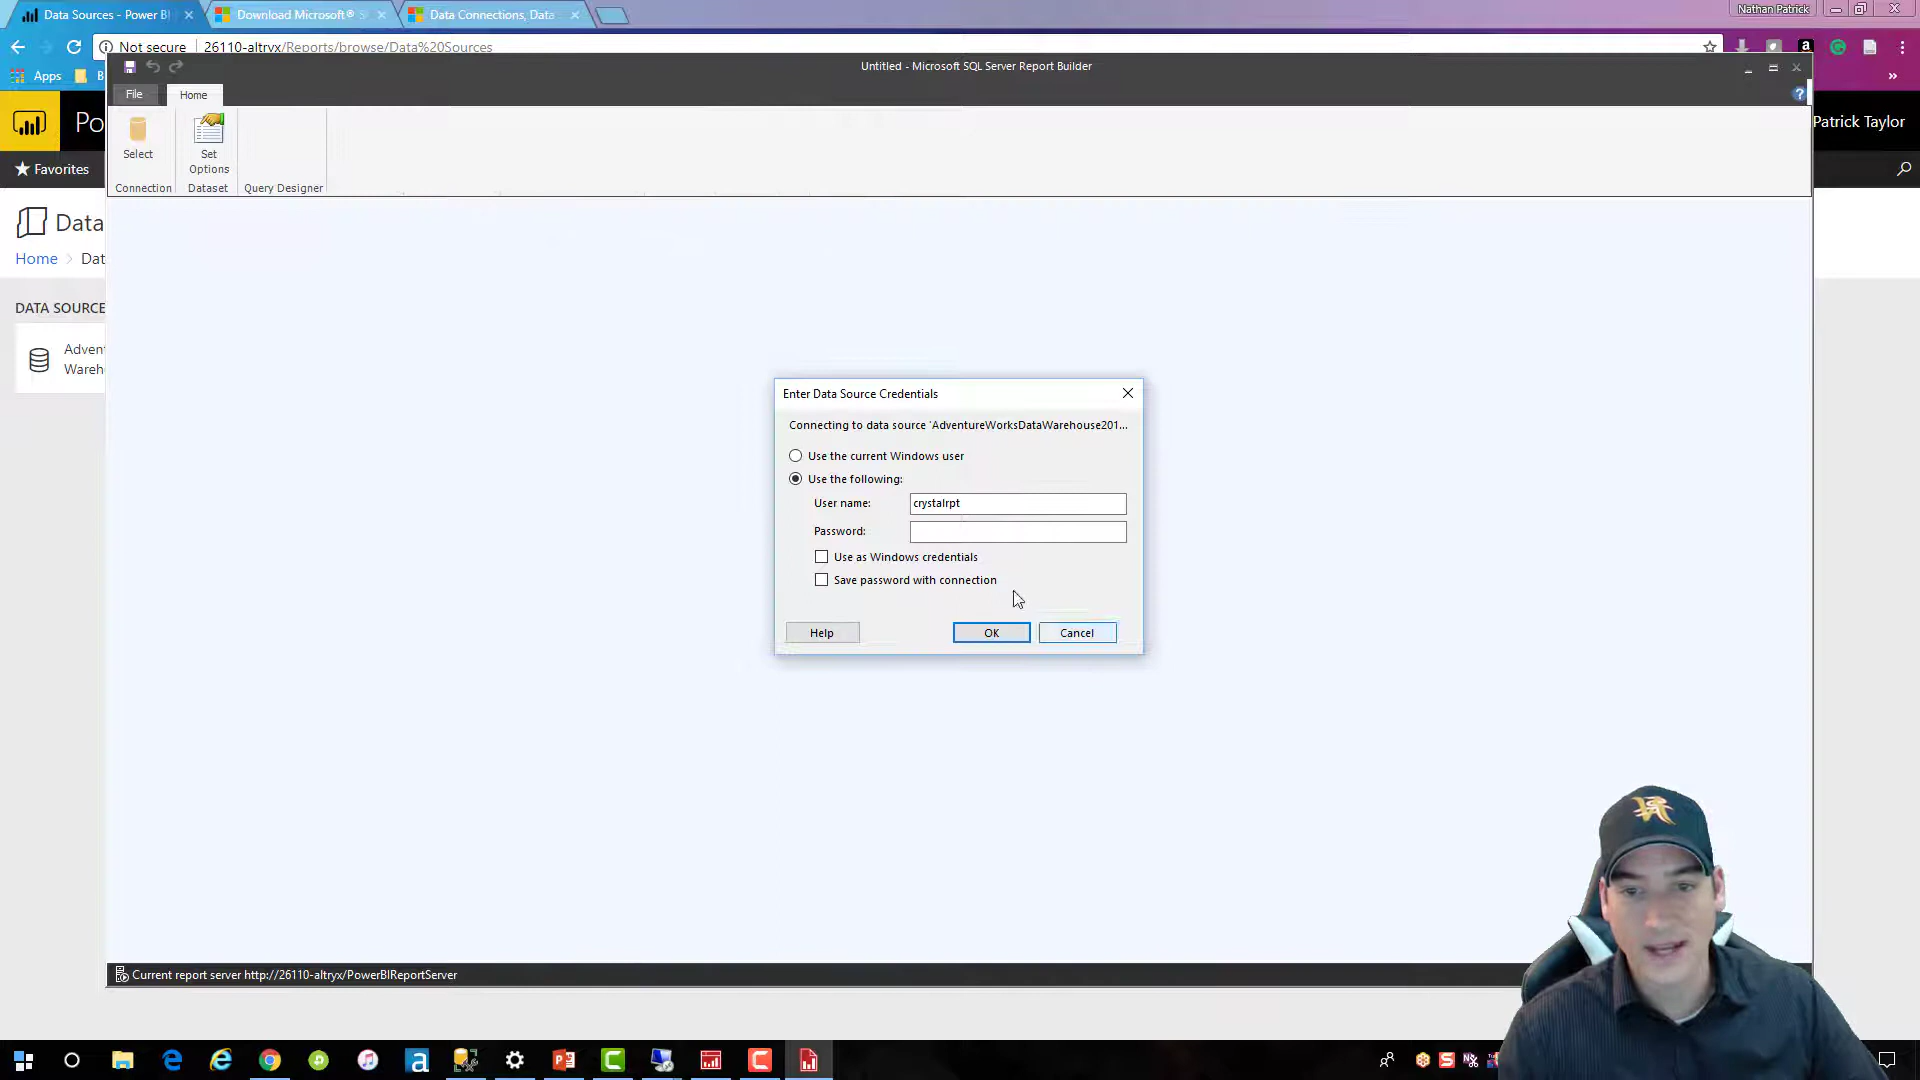 Data Sources - Power BI
Download Microsoft® S
Data Connections, Data
Nathan Patrick
Not secure
26110-altryx/Reports/browse/Data%20Sources
Apps
B
Untitled - Microsoft SQL Server Report Builder
File
Home
Po
Patrick Taylor
Select
Set
Options
Connection
Dataset
Query Designer
Favorites
Data
Home > Dat
DATA SOURCE
Adven
Wareh
Enter Data Source Credentials
Connecting to data source 'AdventureWorksDataWarehouse201...
Use the current Windows user
Use the following:
User name:
crystalrpt
Password:
Use as Windows credentials
Save password with connection
Help
OK
Cancel
Current report server http://26110-altryx/PowerBIReportServer